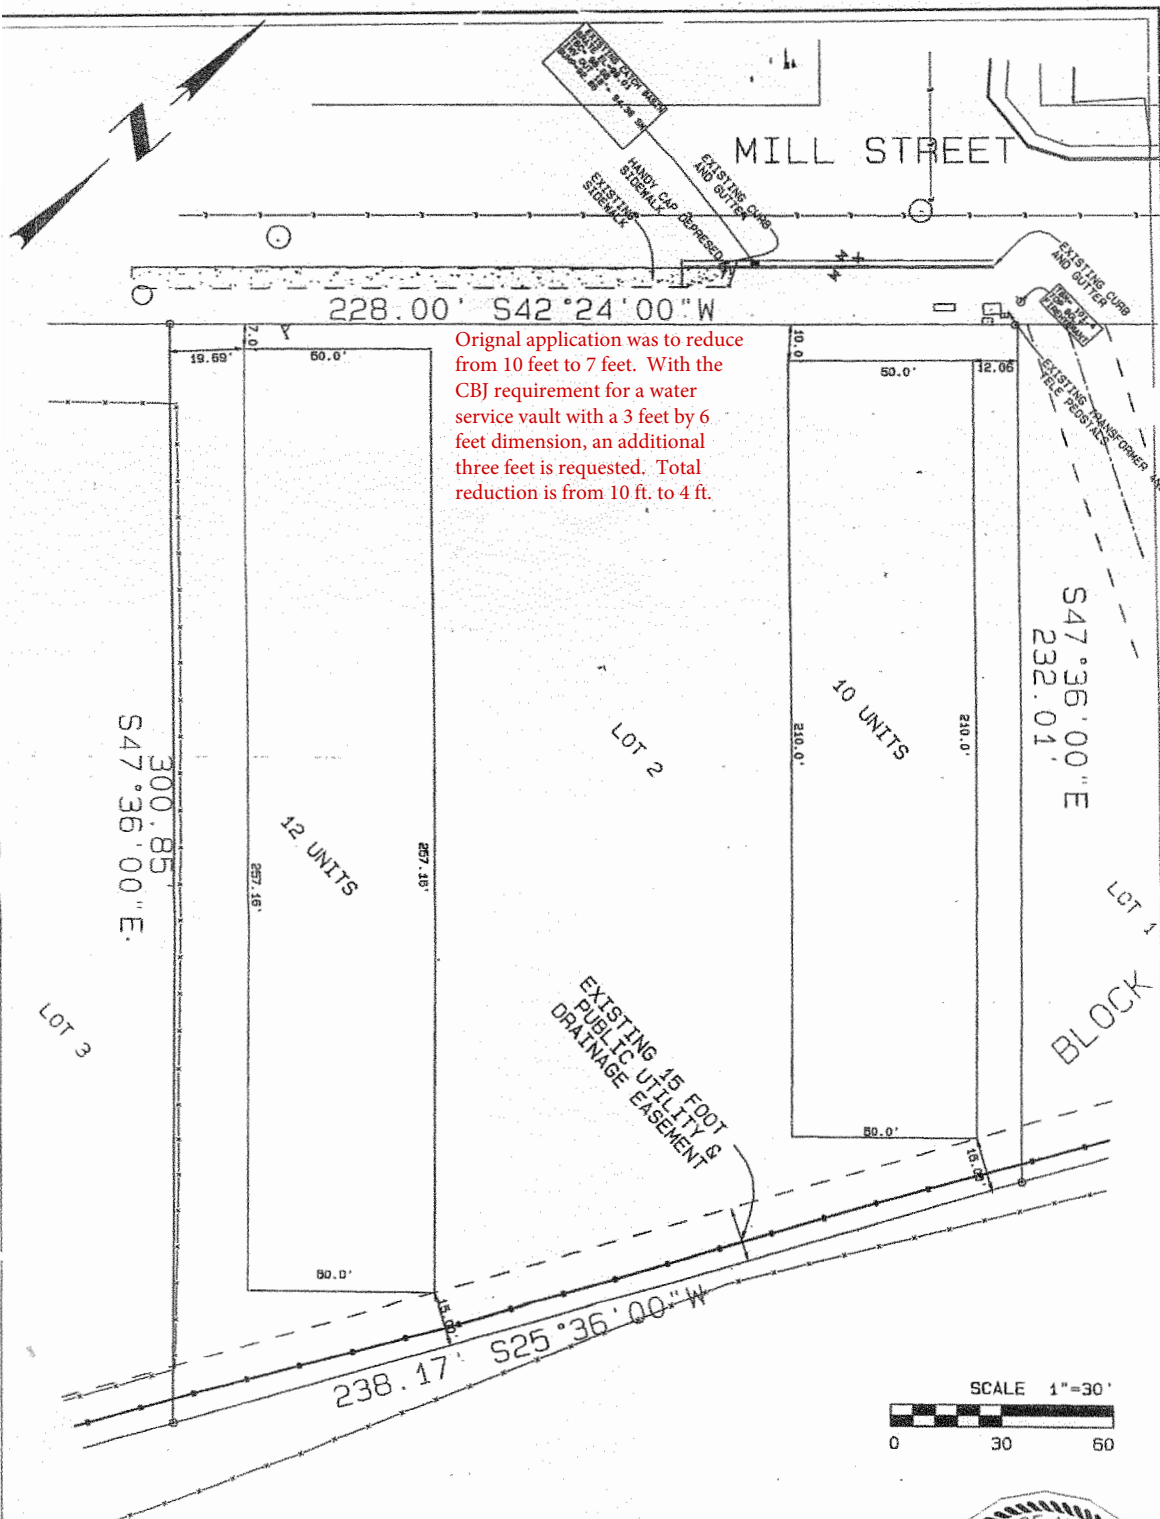 EXISTING CATCH BASIN
MILL STREET
EXISTING CURB
AND GUTTER
HANDY CAP DEPRESED
SIDEWALK
EXISTING
SIDEWALK
EXISTING CURB
AND GUTTER
228.00' S42°24'00"W
EXISTING TRANSFORMER
TELE PEDSTALS
19.69'
7.0'
50.0'
10.0'
50.0'
12.06
Orignal application was to reduce
from 10 feet to 7 feet. With the
CBJ requirement for a water
service vault with a 3 feet by 6
feet dimension, an additional
three feet is requested. Total
reduction is from 10 ft. to 4 ft.
S47°36'00"E
232.01'
10 UNITS
210.0'
210.0'
LOT 2
300.85'
S47°36'00"E.
12 UNITS
257.16'
257.16'
LOT 1
BLOCK
LOT 3
EXISTING 15 FOOT
PUBLIC UTILITY &
DRAINAGE EASEMENT
50.0'
50.0'
15.00'
15.00'
238.17' S25°36'00"W
SCALE 1"=30'
0 30 60